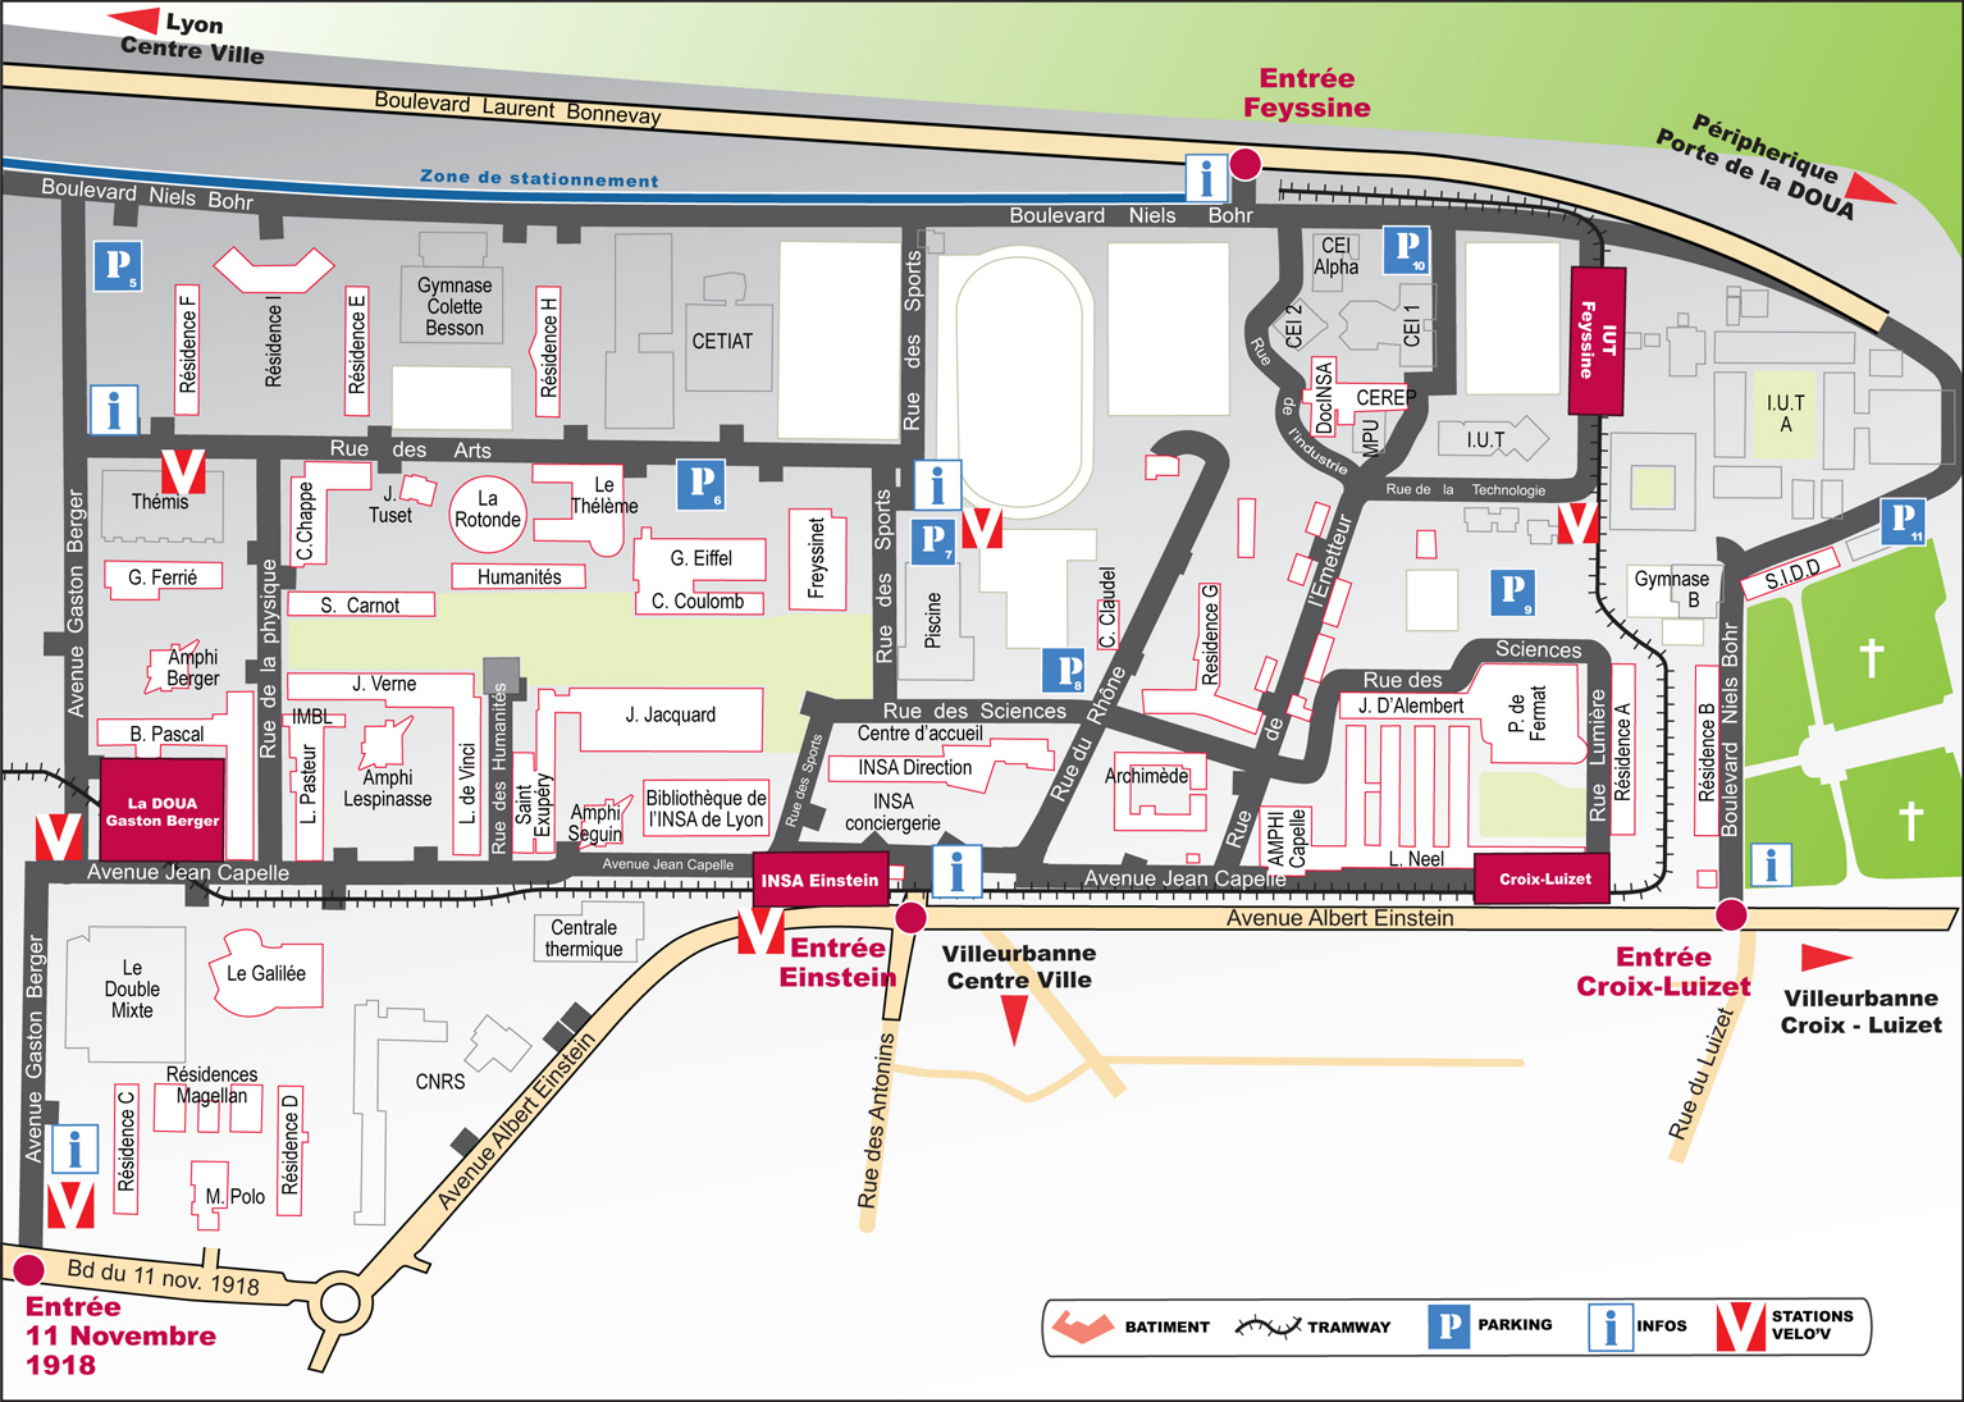 Lyon
Centre Ville
Boulevard Laurent Bonnevay
Entrée
Feyssine
Péripherique
Porte de la DOUA
Zone de stationnement
i
Boulevard Niels Bohr
Boulevard Niels Bohr
P 5
Résidence F
Résidence I
Résidence E
Gymnase
Colette
Besson
Résidence H
CETIAT
Rue des Sports
CEI
Alpha
P 10
CEI 2
CEI 1
IUT
Feyssine
Rue
de
l'industrie
DocINSA
CEREP
MPU
I.U.T
I.U.T
A
i
Rue des Arts
V
Thémis
C.Chappe
J.
Tuset
La
Rotonde
Le
Thélème
P 6
i
V
P 7
Rue de la Technologie
V
P 11
Avenue Gaston Berger
G. Ferrié
Rue de la physique
S. Carnot
Humanités
G. Eiffel
C. Coulomb
Freyssinet
Rue des Sports
Piscine
C. Claudel
P 8
Residence G
l'Emetteur
P 9
Gymnase
B
S.I.D.D
Amphi
Berger
J. Verne
IMBL
B. Pascal
L. Pasteur
Amphi
Lespinasse
L. de Vinci
Rue des Humanités
Saint
Exupéry
J. Jacquard
Amphi
Seguin
Bibliothèque de
l'INSA de Lyon
Rue des Sports
Rue des Sciences
Centre d'accueil
INSA Direction
INSA
conciergerie
Rue du Rhône
Archimède
Rue de
Rue des
Sciences
J. D'Alembert
P. de
Fermat
Rue Lumière
Résidence A
Résidence B
Boulevard Niels Bohr
AMPHI
Capelle
L. Neel
La DOUA
Gaston Berger
V
Avenue Jean Capelle
Avenue Jean Capelle
INSA Einstein
i
Avenue Jean Capelle
Croix-Luizet
i
Avenue Albert Einstein
V
Entrée
Einstein
Villeurbanne
Centre Ville
Entrée
Croix-Luizet
Villeurbanne
Croix - Luizet
Centrale
thermique
Le
Double
Mixte
Le Galilée
Avenue Gaston Berger
CNRS
Résidences
Magellan
Résidence C
Résidence D
M. Polo
i
V
Avenue Albert Einstein
Rue des Antonins
Rue du Luizet
Bd du 11 nov. 1918
Entrée
11 Novembre
1918
BATIMENT
TRAMWAY
P PARKING
i INFOS
V STATIONS
VELO'V